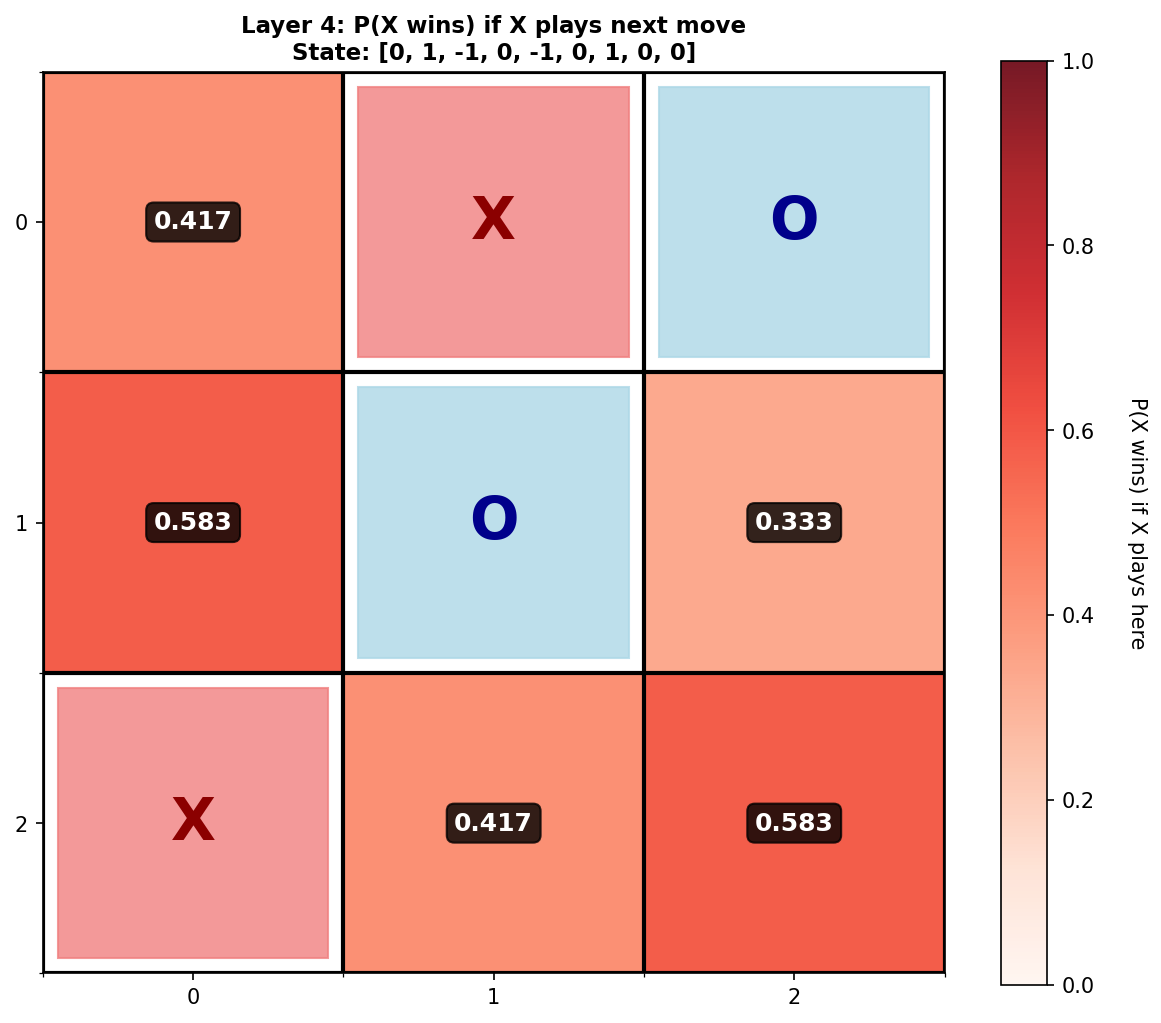 Layer 4: P(X wins) if X plays next move
State: [0, 1, -1, 0, -1, 0, 1, 0, 0]
0
0.417
X
O
1
0.583
O
0.333
2
X
0.417
0.583
0
1
2
1.0
0.8
0.6
0.4
0.2
0.0
P(X wins) if X plays here